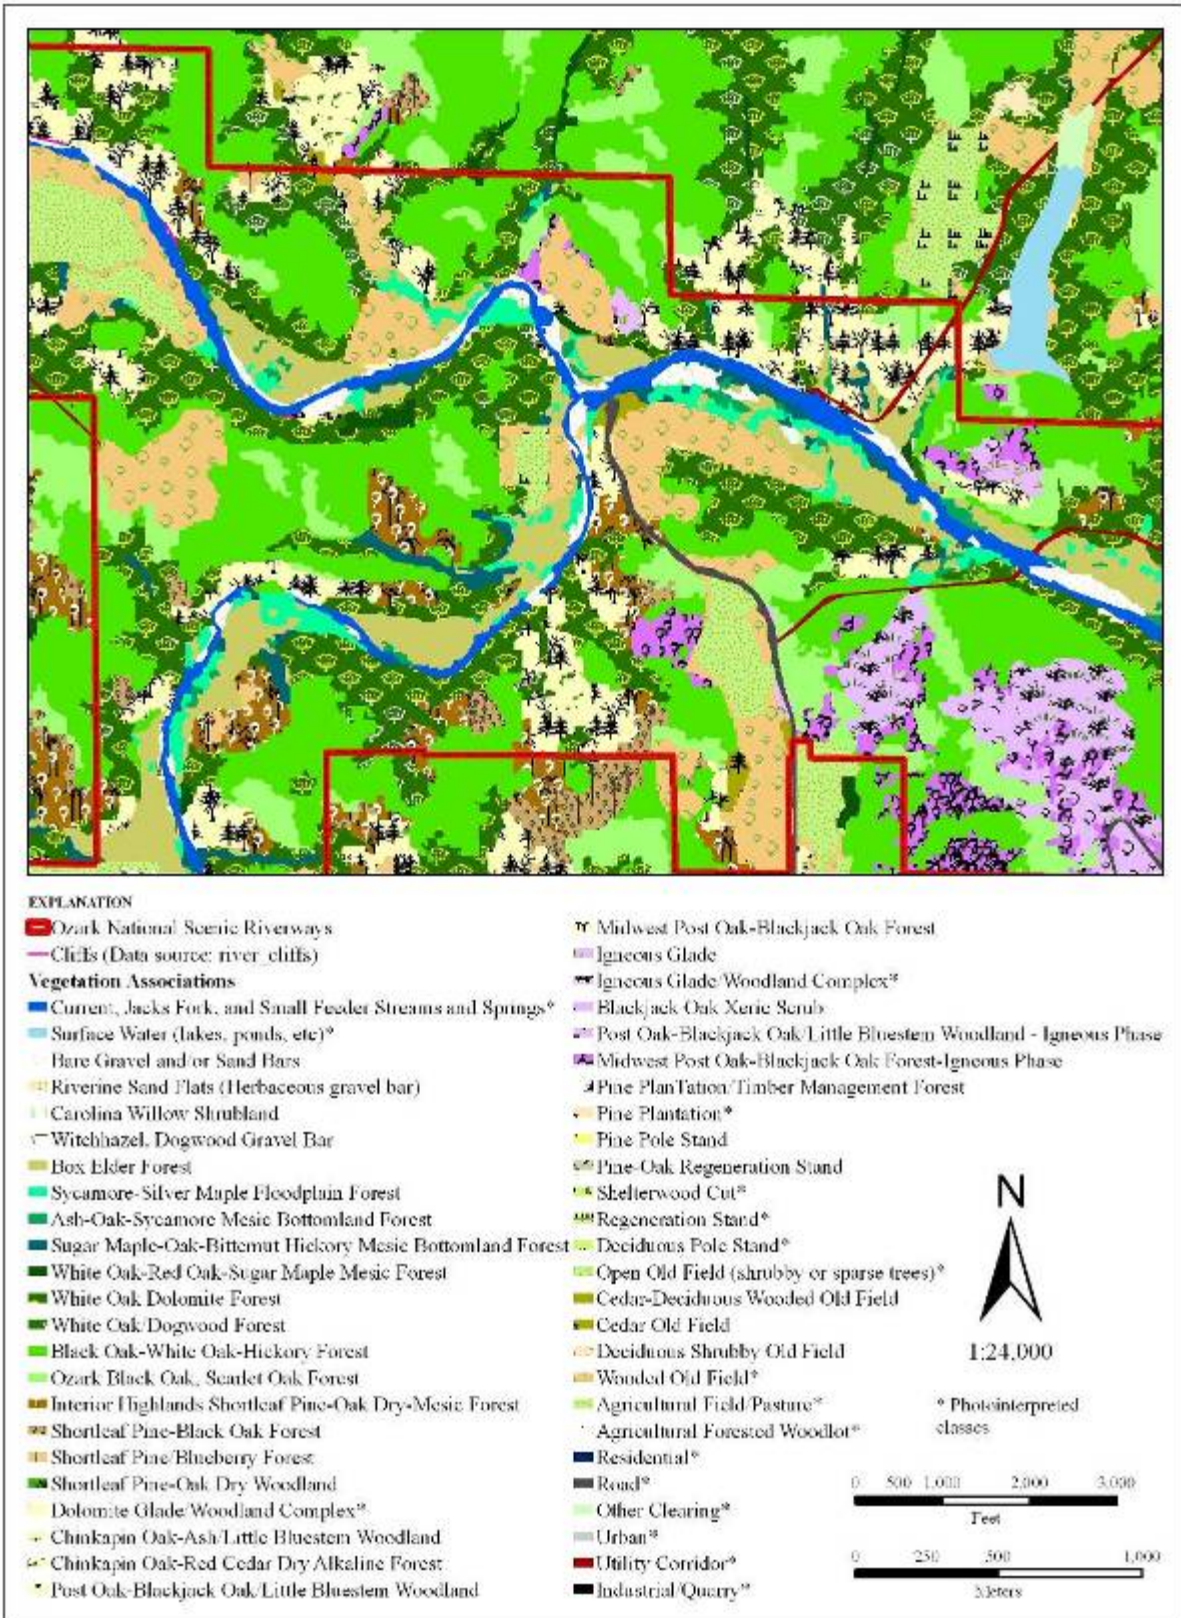 EXPLANATION
Ozark National Scenic Riverways
Cliffs (Data source: river_cliffs)
Vegetation Associations
Current, Jacks Fork, and Small Feeder Streams and Springs*
Surface Water (lakes, ponds, etc)*
Bare Gravel and/or Sand Bars
Riverine Sand Flats (Herbaceous gravel bar)
Carolina Willow Shrubland
Witchhazel, Dogwood Gravel Bar
Box Elder Forest
Sycamore-Silver Maple Floodplain Forest
Ash-Oak-Sycamore Mesic Bottomland Forest
Sugar Maple-Oak-Bitternut Hickory Mesic Bottomland Forest
White Oak-Red Oak-Sugar Maple Mesic Forest
White Oak Dolomite Forest
White Oak/Dogwood Forest
Black Oak-White Oak-Hickory Forest
Ozark Black Oak, Scarlet Oak Forest
Interior Highlands Shortleaf Pine-Oak Dry-Mesic Forest
Shortleaf Pine-Black Oak Forest
Shortleaf Pine/Blueberry Forest
Shortleaf Pine-Oak Dry Woodland
Dolomite Glade/Woodland Complex*
Chinkapin Oak-Ash/Little Bluestem Woodland
Chinkapin Oak-Red Cedar Dry Alkaline Forest
Post Oak-Blackjack Oak/Little Bluestem Woodland
Midwest Post Oak-Blackjack Oak Forest
Igneous Glade
Igneous Glade/Woodland Complex*
Blackjack Oak Xeric Scrub
Post Oak-Blackjack Oak/Little Bluestem Woodland - Igneous Phase
Midwest Post Oak-Blackjack Oak Forest-Igneous Phase
Pine PlanTation/Timber Management Forest
Pine Plantation*
Pine Pole Stand
Pine-Oak Regeneration Stand
Shelterwood Cut*
Regeneration Stand*
Deciduous Pole Stand*
Open Old Field (shrubby or sparse trees)*
Cedar-Deciduous Wooded Old Field
Cedar Old Field
Deciduous Shrubby Old Field
Wooded Old Field*
Agricultural Field/Pasture*
Agricultural Forested Woodlot*
Residential*
Road*
Other Clearing*
Urban*
Utility Corridor*
Industrial/Quarry*
N
1:24,000
* Photointerpreted
classes
0 500 1,000 2,000 3,000
Feet
0 250 500 1,000
Meters